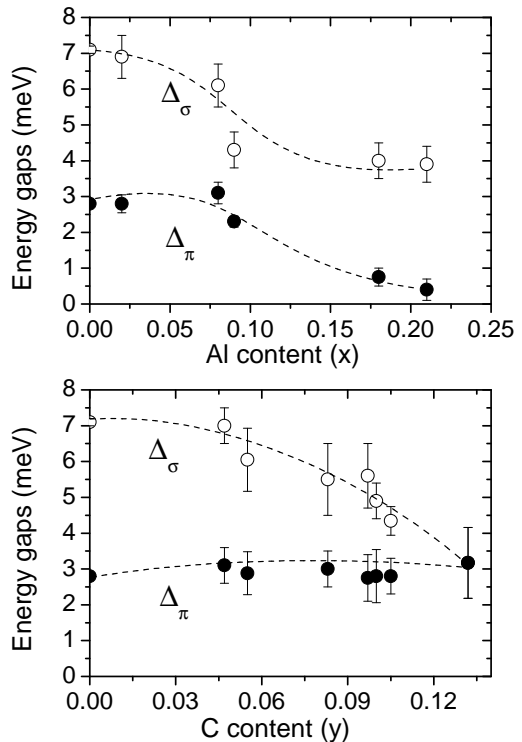 8
7
6
5
4
3
2
1
0
Energy gaps (meV)
Δσ
Δπ
0.00 0.05 0.10 0.15 0.20 0.25
Al content (x)
8
7
6
5
4
3
2
1
0
Energy gaps (meV)
Δσ
Δπ
0.00 0.03 0.06 0.09 0.12
C content (y)